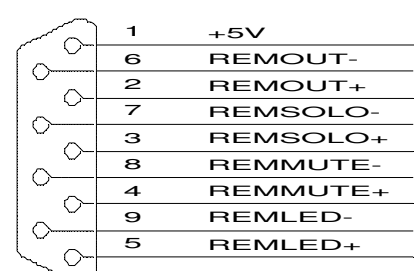 1 +5V
6 REMOUT-
2 REMOUT+
7 REMSOLO-
3 REMSOLO+
8 REMMUTE-
4 REMMUTE+
9 REMLED-
5 REMLED+